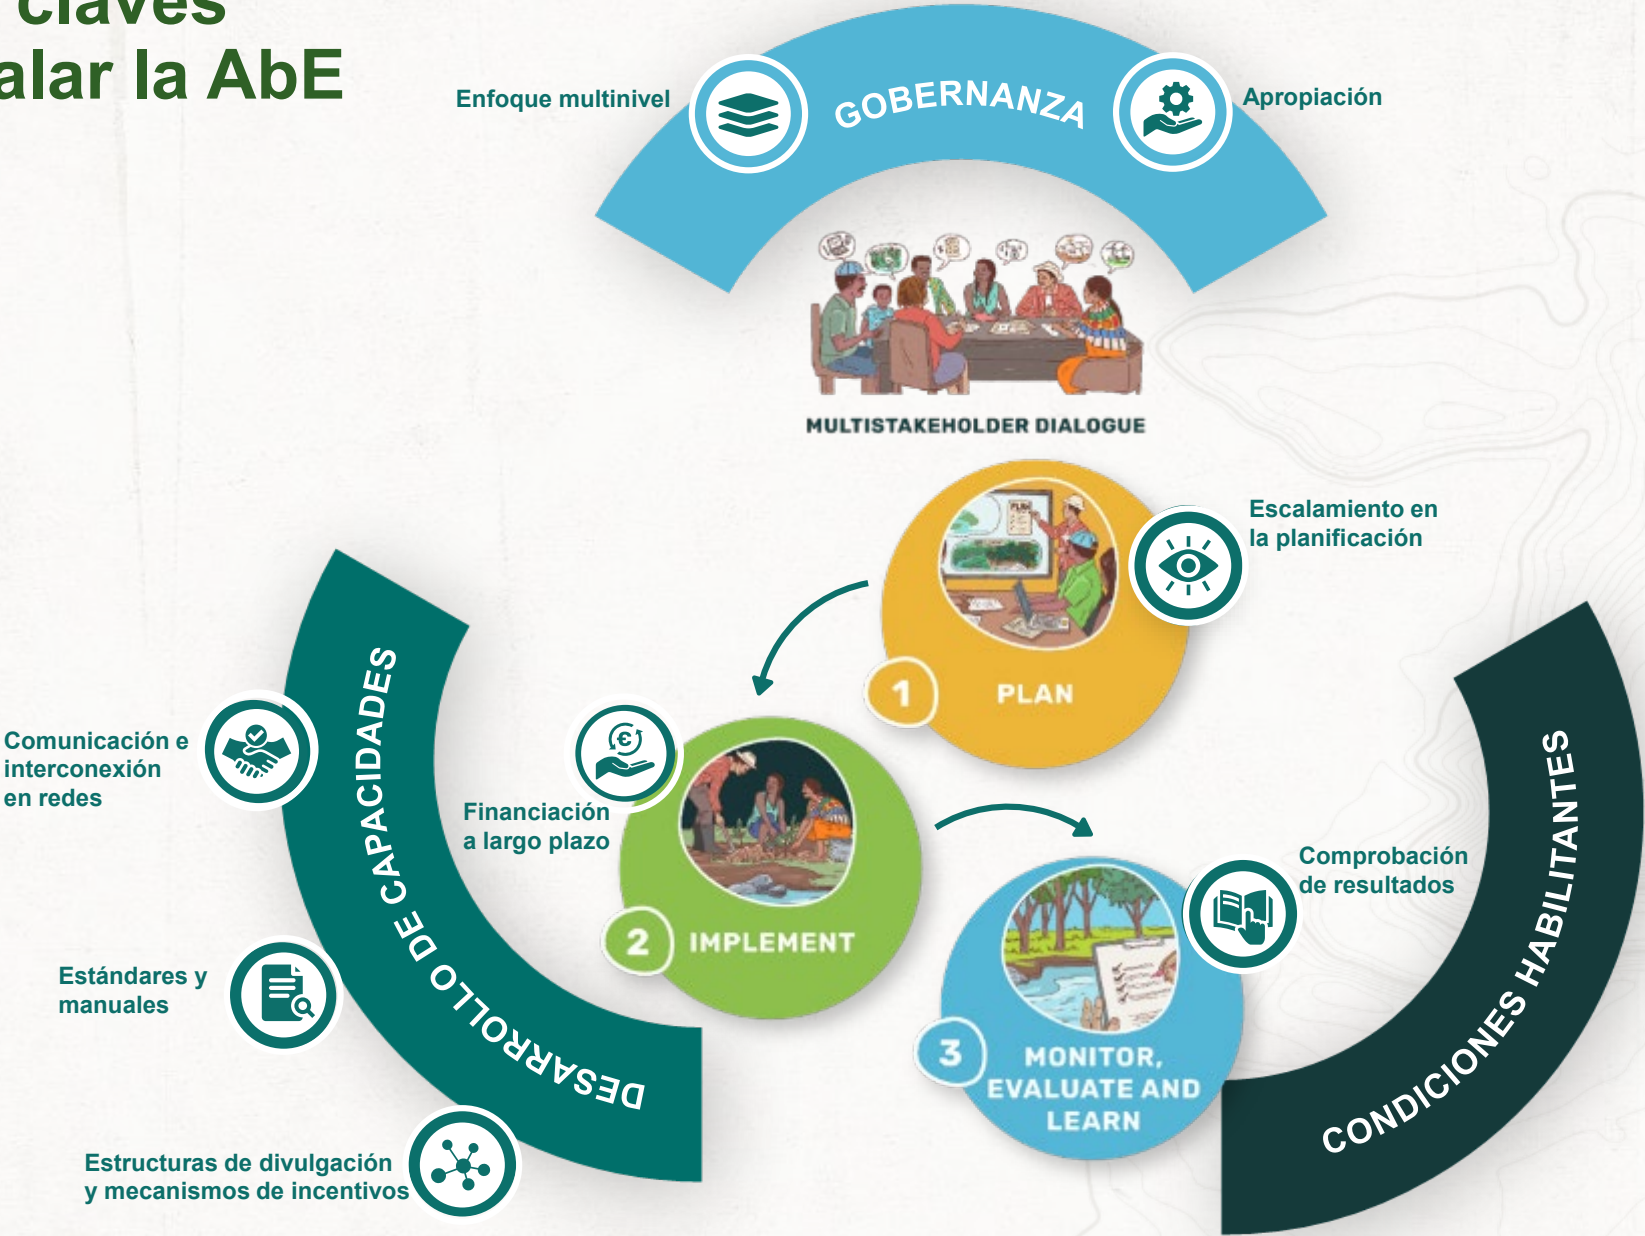 claves
alar la AbE
Enfoque multinivel
GOBERNANZA
Apropiación
MULTISTAKEHOLDER DIALOGUE
PLAN
Escalamiento en
la planificación
1
PLAN
DESARROLLO DE CAPACIDADES
Comunicación e
interconexión
en redes
Estándares y
manuales
Estructuras de divulgación
y mecanismos de incentivos
Financiación
a largo plazo
€
2
IMPLEMENT
Comprobación
de resultados
3
MONITOR,
EVALUATE AND
LEARN
CONDICIONES HABILITANTES